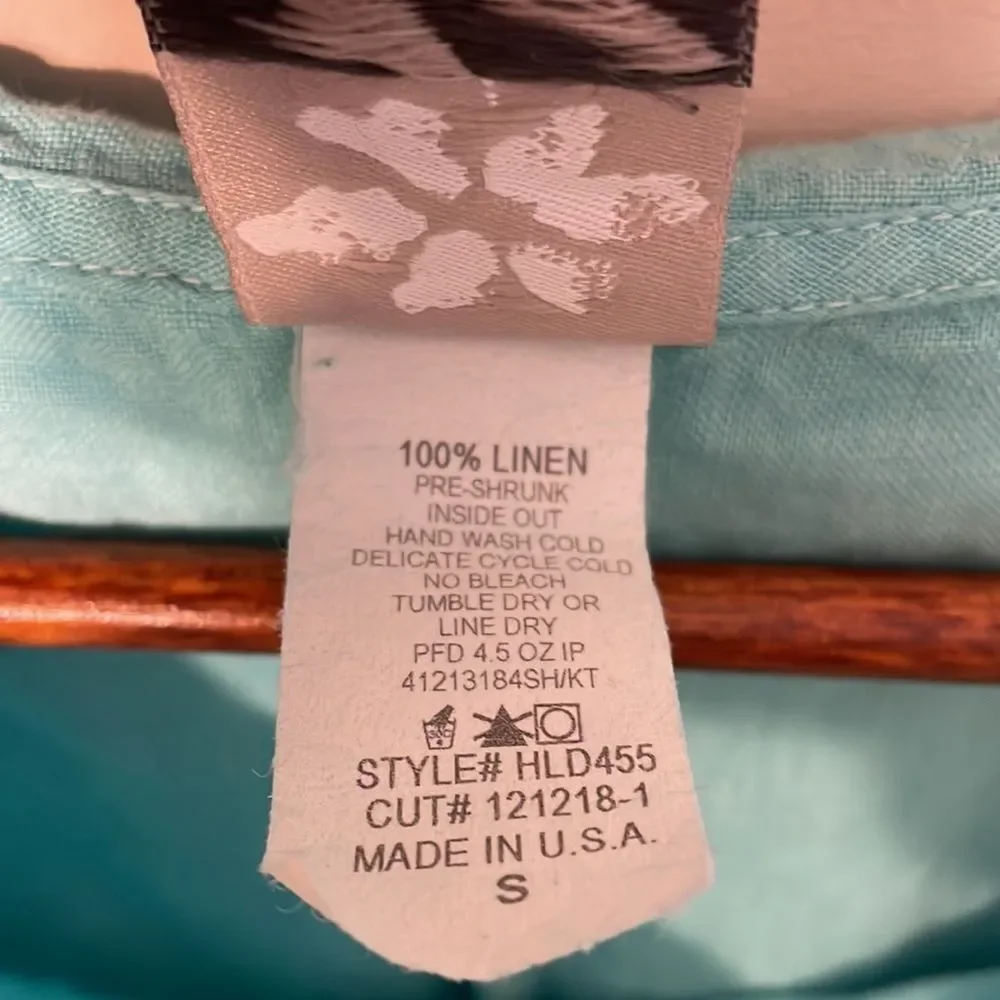 100% LINEN
PRE-SHRUNK
INSIDE OUT
HAND WASH COLD
DELICATE CYCLE COLD
NO BLEACH
TUMBLE DRY OR
LINE DRY
PFD 4.5 OZ IP
41213184SH/KT
STYLE# HLD455
CUT# 121218-1
MADE IN U.S.A.
S